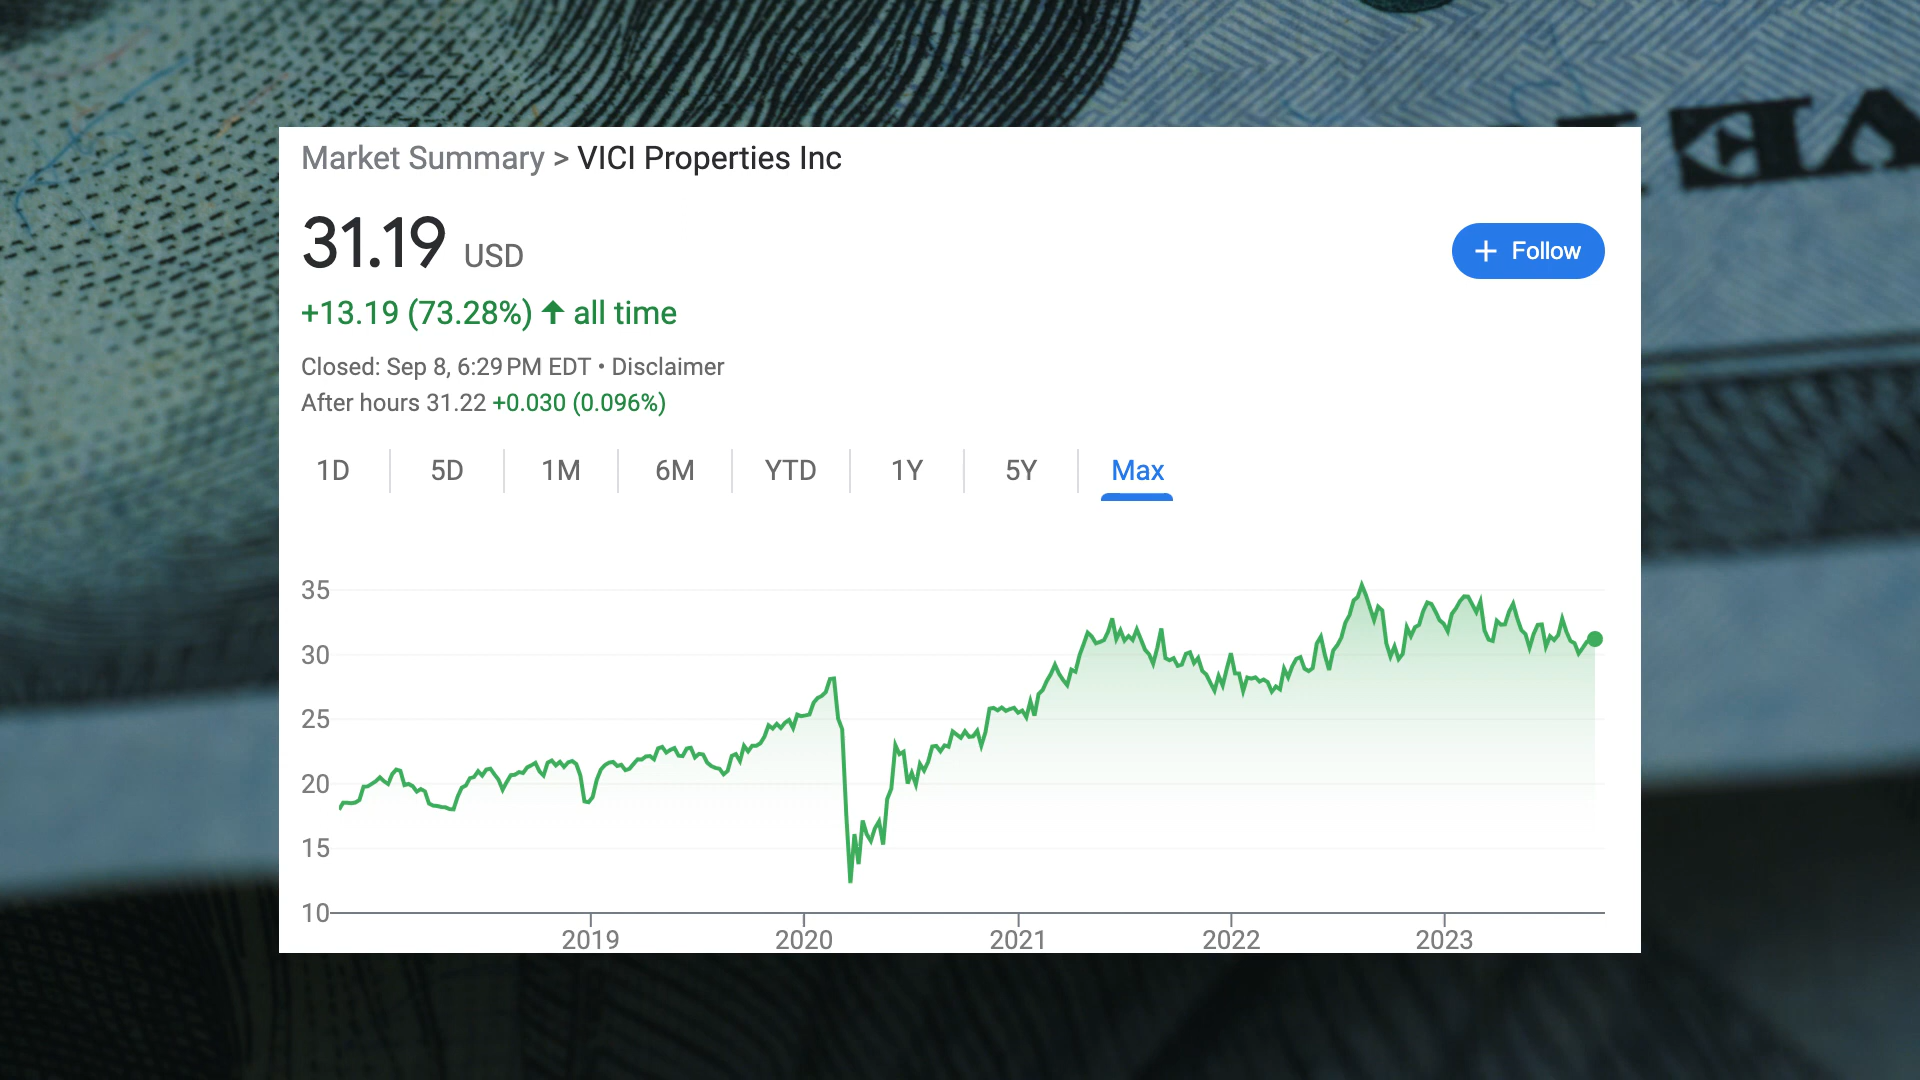 Market Summary > VICI Properties Inc
31.19 USD
+ Follow
+13.19 (73.28%) ↑ all time
Closed: Sep 8, 6:29 PM EDT • Disclaimer
After hours 31.22 +0.030 (0.096%)
1D 5D 1M 6M YTD 1Y 5Y Max
35
30
25
20
15
10
2019 2020 2021 2022 2023